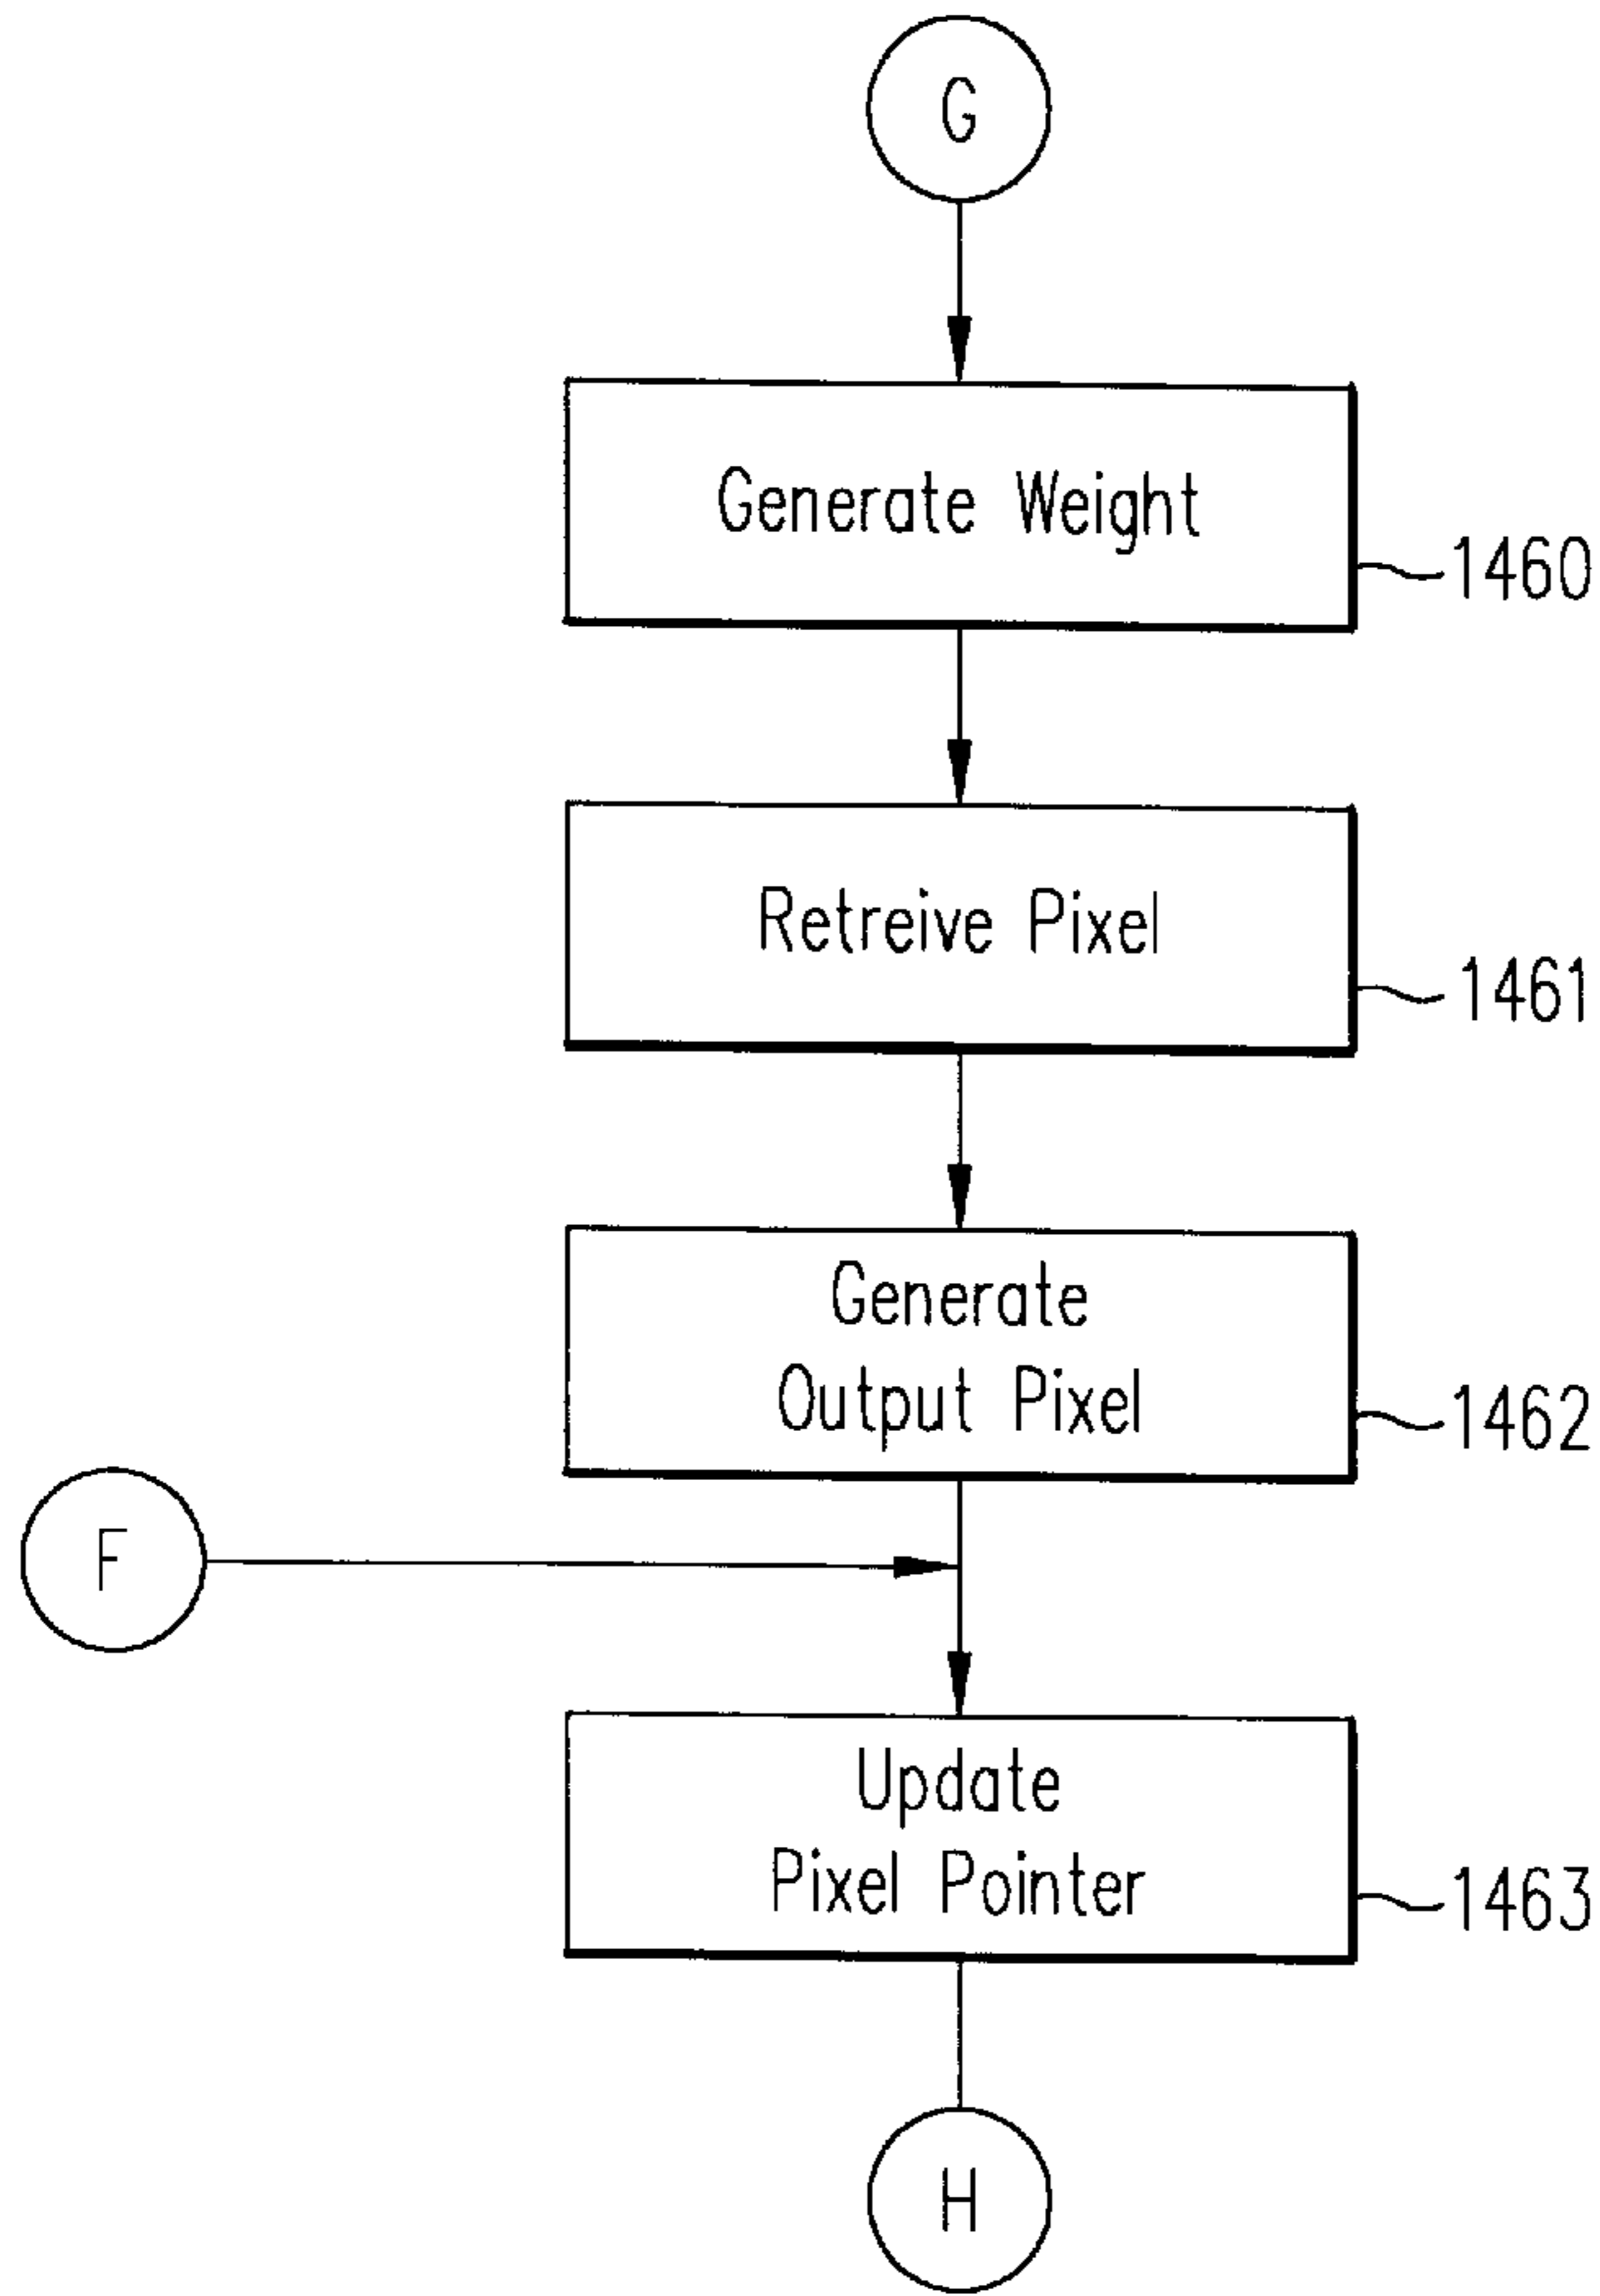 G
Generate Weight
1460
Retreive Pixel
1461
Generate
Output Pixel
1462
F
Update
Pixel Pointer
1463
H